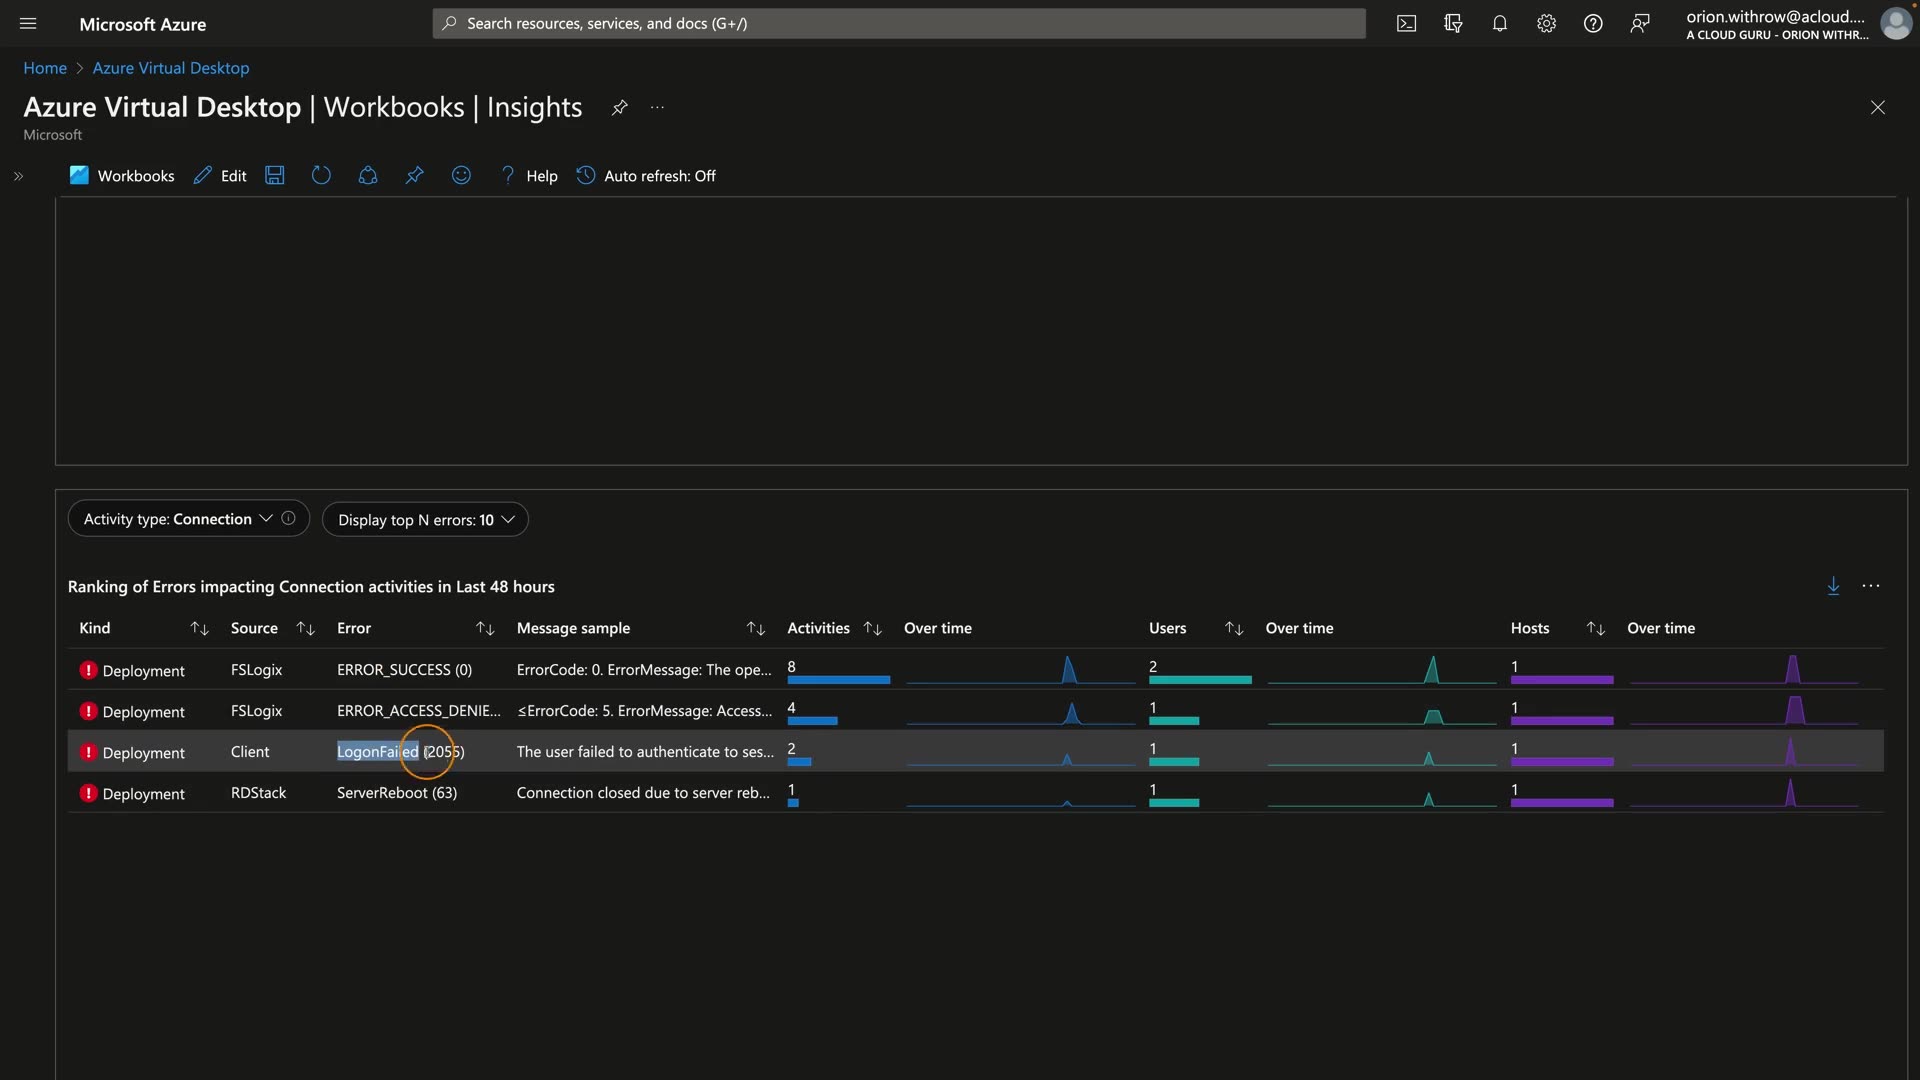 Microsoft Azure
Search resources, services, and docs (G+/)
orion.withrow@acloud....
A CLOUD GURU - ORION WITHR...
Home > Azure Virtual Desktop
Azure Virtual Desktop | Workbooks | Insights
Microsoft
Workbooks Edit Help Auto refresh: Off
Activity type: Connection Display top N errors: 10
Ranking of Errors impacting Connection activities in Last 48 hours
Kind Source Error Message sample Activities Over time Users Over time Hosts Over time
Deployment FSLogix ERROR_SUCCESS (0) ErrorCode: 0. ErrorMessage: The ope... 8 2 1
Deployment FSLogix ERROR_ACCESS_DENIE... ≤ErrorCode: 5. ErrorMessage: Access... 4 1 1
Deployment Client LogonFailed (2055) The user failed to authenticate to ses... 2 1 1
Deployment RDStack ServerReboot (63) Connection closed due to server reb... 1 1 1